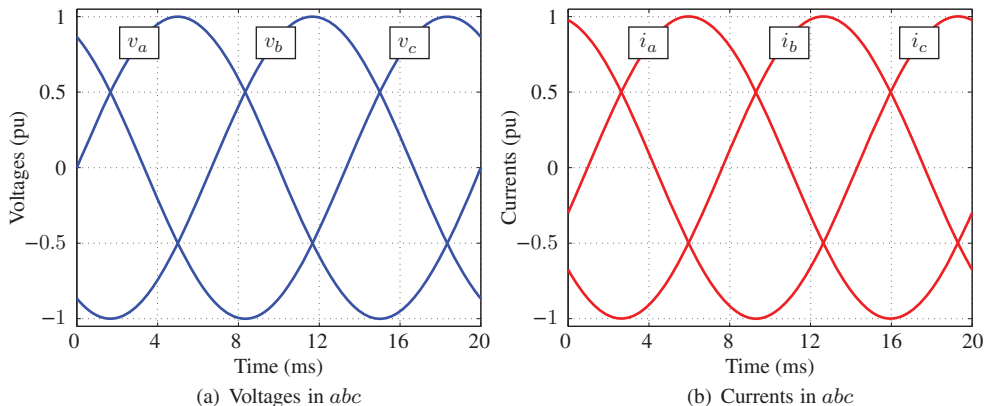 v_a
v_b
v_c
1
0.5
0
−0.5
−1
Voltages (pu)
0
4
8
12
16
20
Time (ms)
(a) Voltages in abc
i_a
i_b
i_c
1
0.5
0
−0.5
−1
Currents (pu)
0
4
8
12
16
20
Time (ms)
(b) Currents in abc